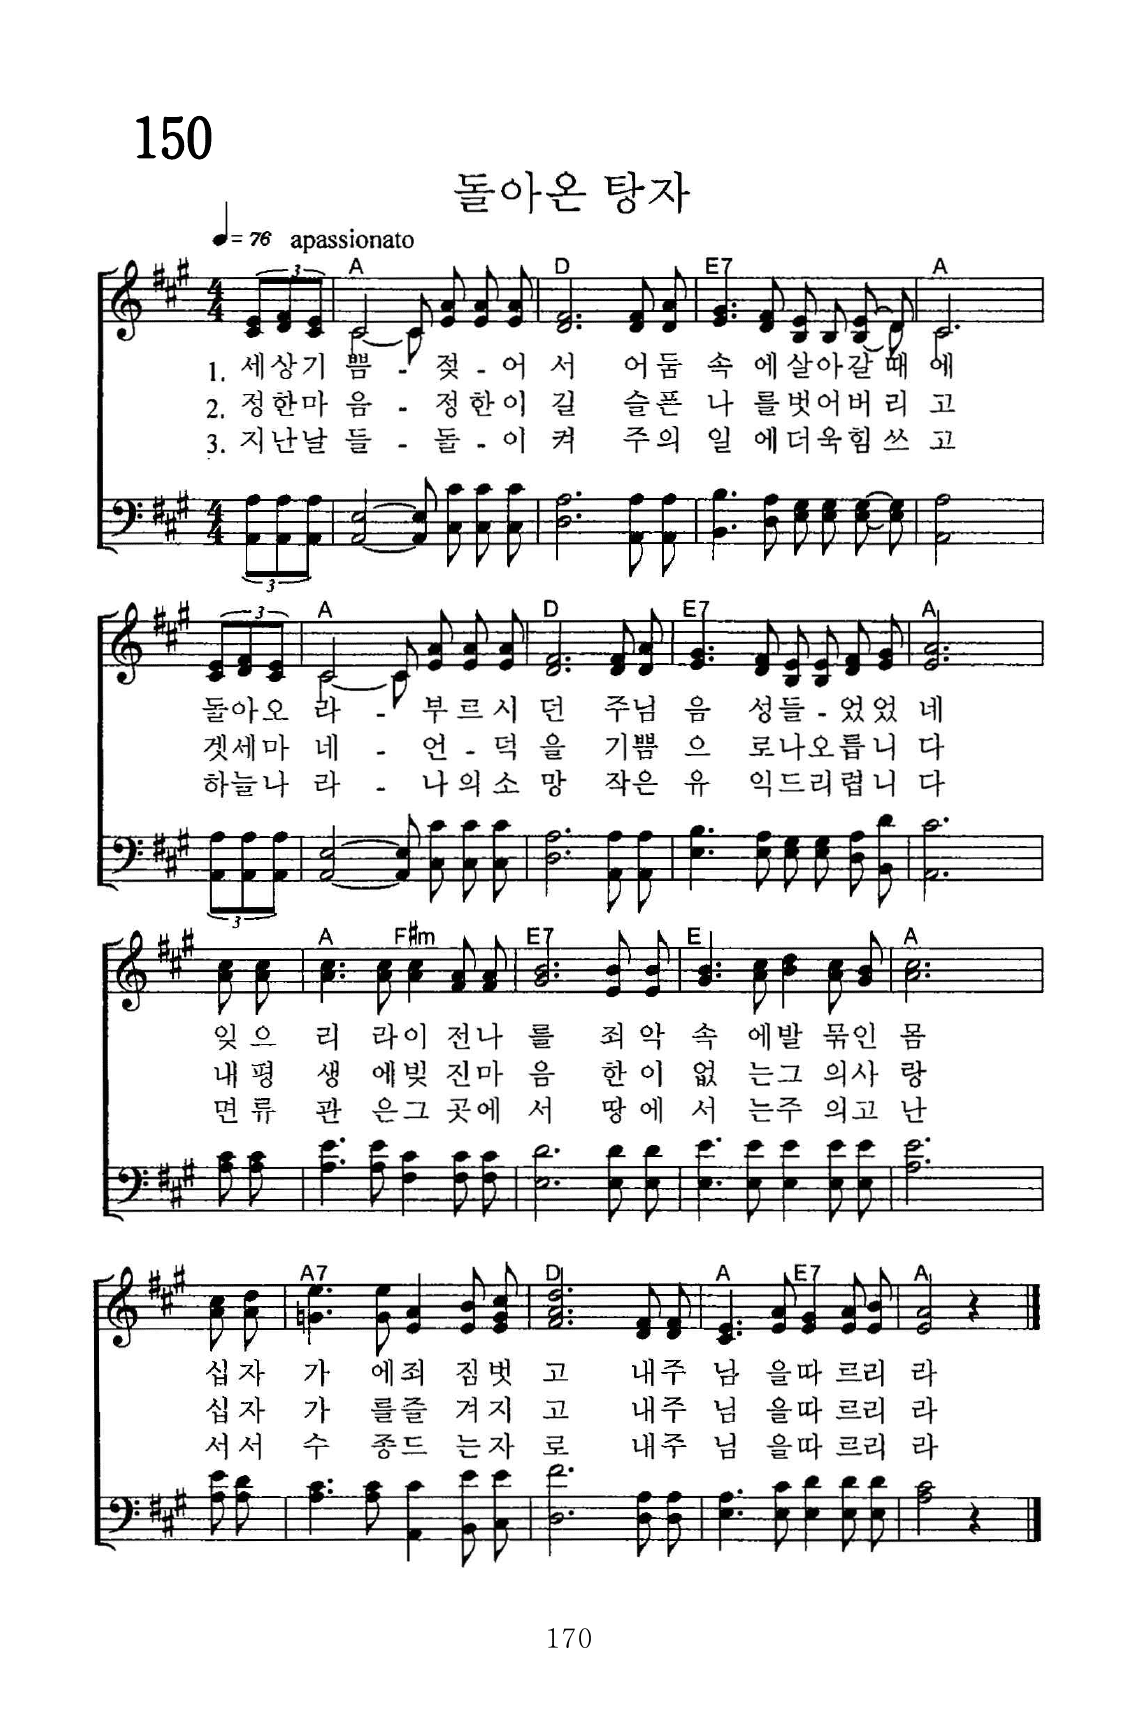 150
돌아온 탕자
♩= 76 apassionato
3 A D E7 A
1. 세상기 쁨 - 젖 - 어 서 어둠 속 에살아갈때에
2. 정한마 음 - 정한이 길 슬픈 나 를벗어버리고
3. 지난날 들 - 돌 - 이 켜 주의 일 에더욱힘쓰고
3
3 A D E7 A
돌아오 라 - 부르시 던 주님 음 성들 - 었었네
겟세마 네 - 언 - 덕 을 기쁨 으 로나오릅니다
하늘나 라 - 나의소 망 작은 유 익드리렵니다
3
A F#m E7 E A
잊으 리 라이 전나 를 죄악 속 에발 묶인 몸
내평 생 에빚 진마 음 한이 없 는그 의사 랑
면류 관 은그 곳에 서 땅에 서 는주 의고 난
A7 D A E7 A
십자 가 에죄 짐벗 고 내주 님 을따 르리 라
십자 가 를즐 겨지 고 내주 님 을따 르리 라
서서 수 종드 는자 로 내주 님 을따 르리 라
170